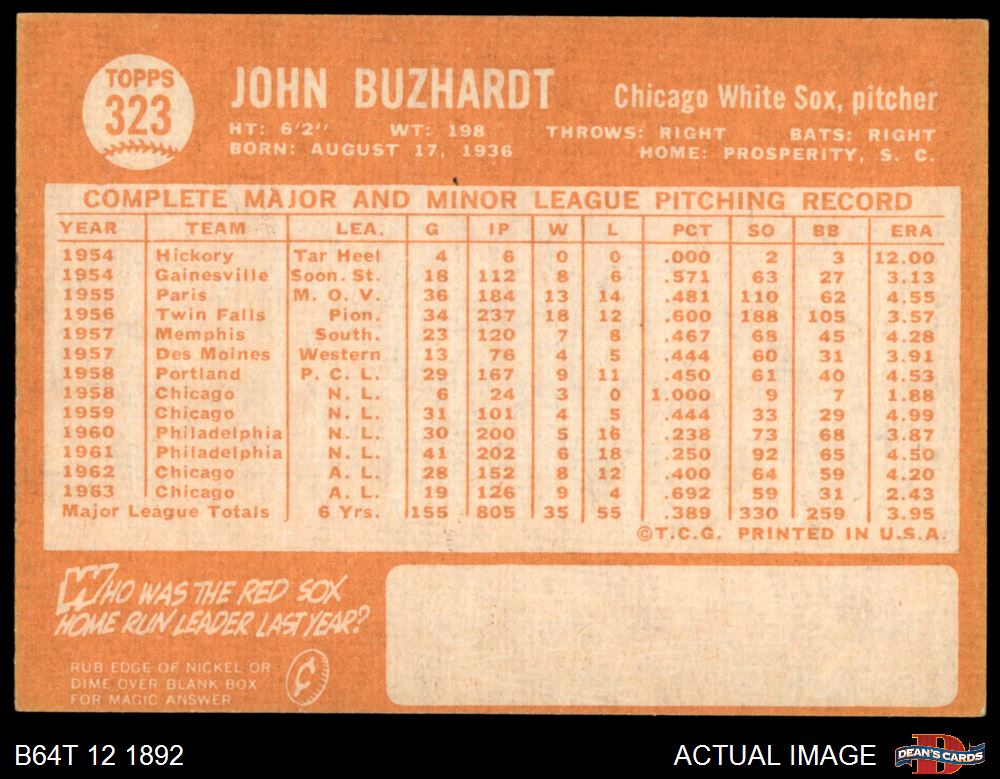 TOPPS
323
JOHN BUZHARDT
Chicago White Sox, pitcher
HT: 6'2" WT: 198 THROWS: RIGHT BATS: RIGHT
BORN: AUGUST 17, 1936 HOME: PROSPERITY, S. C.
COMPLETE MAJOR AND MINOR LEAGUE PITCHING RECORD
YEAR TEAM LEA. G IP W L PCT SO BB ERA
1954 Hickory Tar Heel 4 6 0 0 .000 2 3 12.00
1954 Gainesville Soon. St. 18 112 8 6 .571 63 27 3.13
1955 Paris M. O. V. 36 184 13 14 .481 110 62 4.55
1956 Twin Falls Pion. 34 237 18 12 .600 188 105 3.57
1957 Memphis South. 23 120 7 8 .467 68 45 4.28
1957 Des Moines Western 13 76 4 5 .444 60 31 3.91
1958 Portland P. C. L. 29 167 9 11 .450 61 40 4.53
1958 Chicago N. L. 6 24 3 0 1.000 9 7 1.88
1959 Chicago N. L. 31 101 4 5 .444 33 29 4.99
1960 Philadelphia N. L. 30 200 5 16 .238 73 68 3.87
1961 Philadelphia N. L. 41 202 6 18 .250 92 65 4.50
1962 Chicago A. L. 28 152 8 12 .400 64 59 4.20
1963 Chicago A. L. 19 126 9 4 .692 59 31 2.43
Major League Totals 6 Yrs. 155 805 35 55 .389 330 259 3.95
©T.C.G. PRINTED IN U.S.A.
WHO WAS THE RED SOX
HOME RUN LEADER LAST YEAR?
RUB EDGE OF NICKEL OR
DIME OVER BLANK BOX
FOR MAGIC ANSWER
¢
B64T 12 1892
ACTUAL IMAGE
D
DEAN'S CARDS